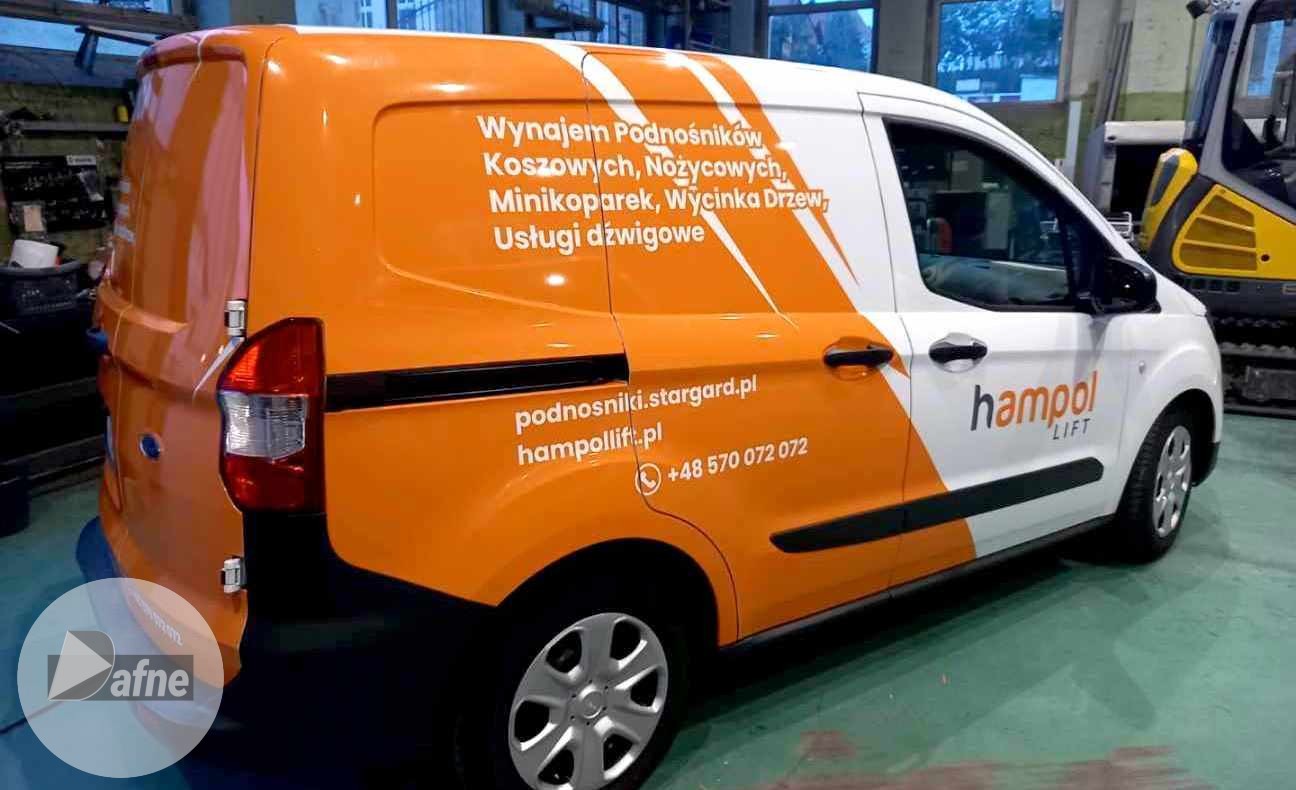 Wynajem Podnośników
Koszowych, Nożycowych,
Minikoparek, Wycinka Drzew,
Usługi dźwigowe
podnosniki.stargard.pl
hampollift.pl
+48 570 072 072
hampol
LIFT
Dafne